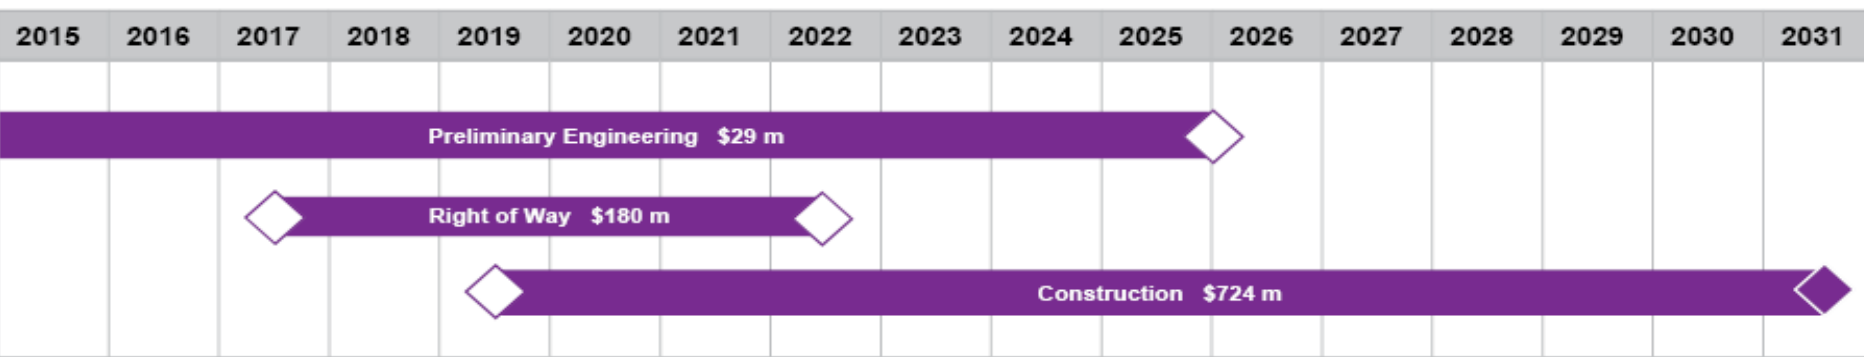 2015 2016 2017 2018 2019 2020 2021 2022 2023 2024 2025 2026 2027 2028 2029 2030 2031
Preliminary Engineering $29 m
Right of Way $180 m
Construction $724 m